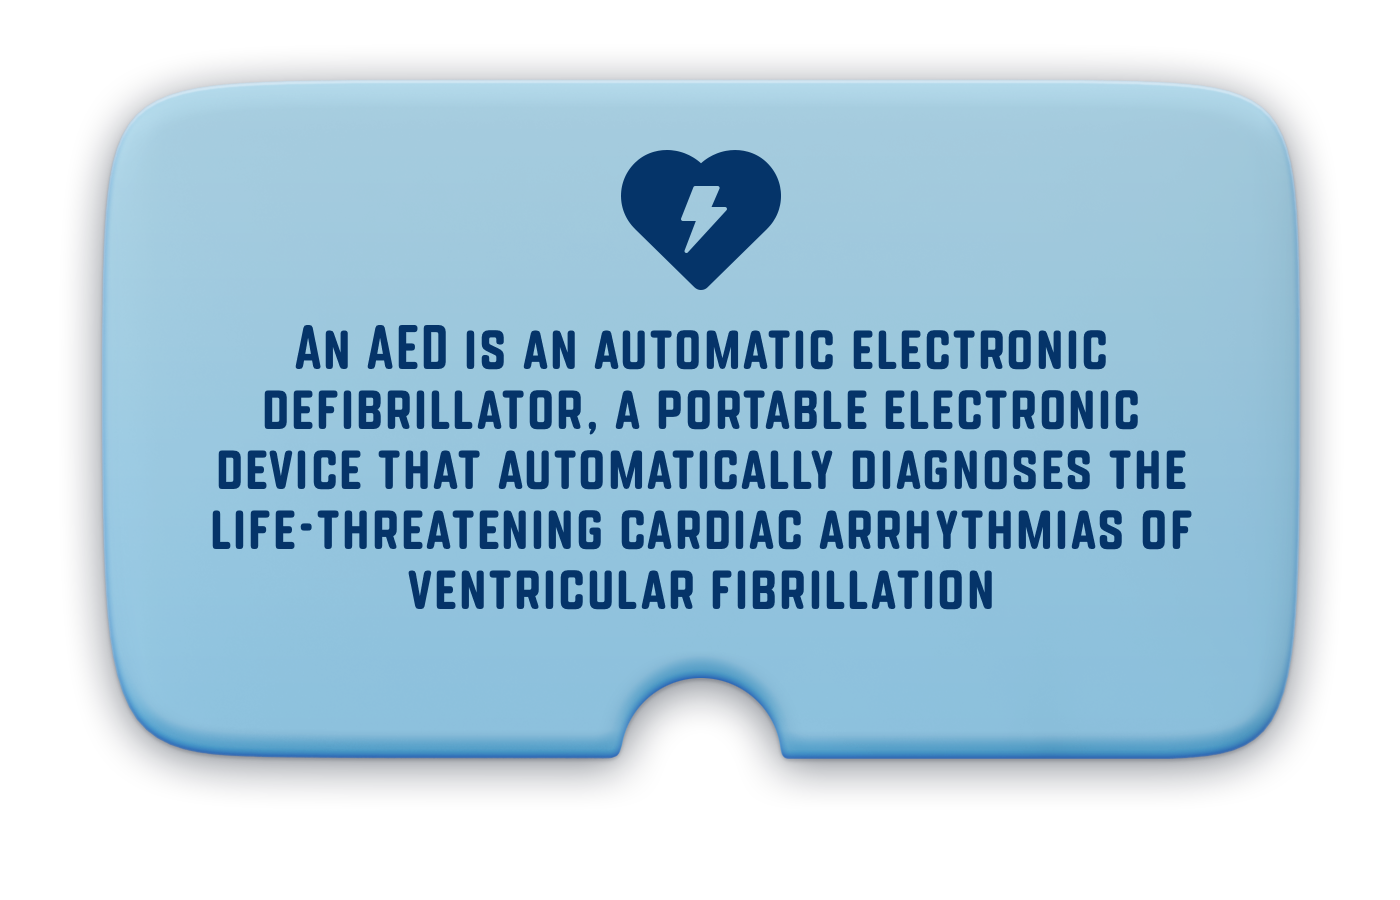 An AED is an automatic electronic
defibrillator, a portable electronic
device that automatically diagnoses the
life-threatening cardiac arrhythmias of
ventricular fibrillation